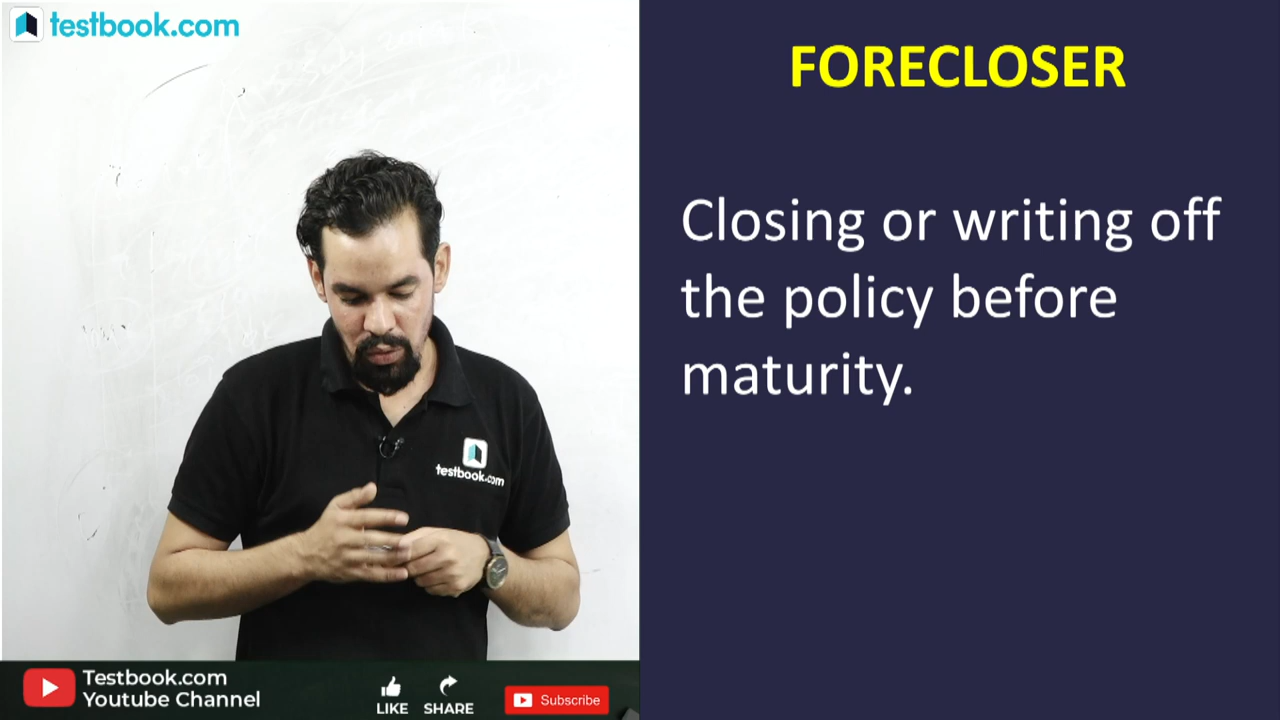 testbook.com
FORECLOSER
Closing or writing off
the policy before
maturity.
testbook.com
Testbook.com
Youtube Channel
LIKE
SHARE
Subscribe